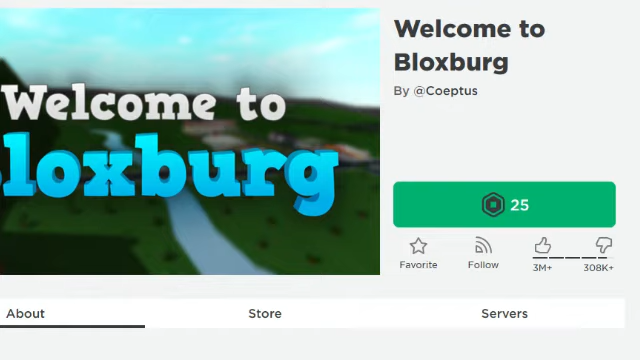 Welcome to
loxburg
Welcome to
Bloxburg
By @Coeptus
25
Favorite
Follow
3M+
308K+
About
Store
Servers